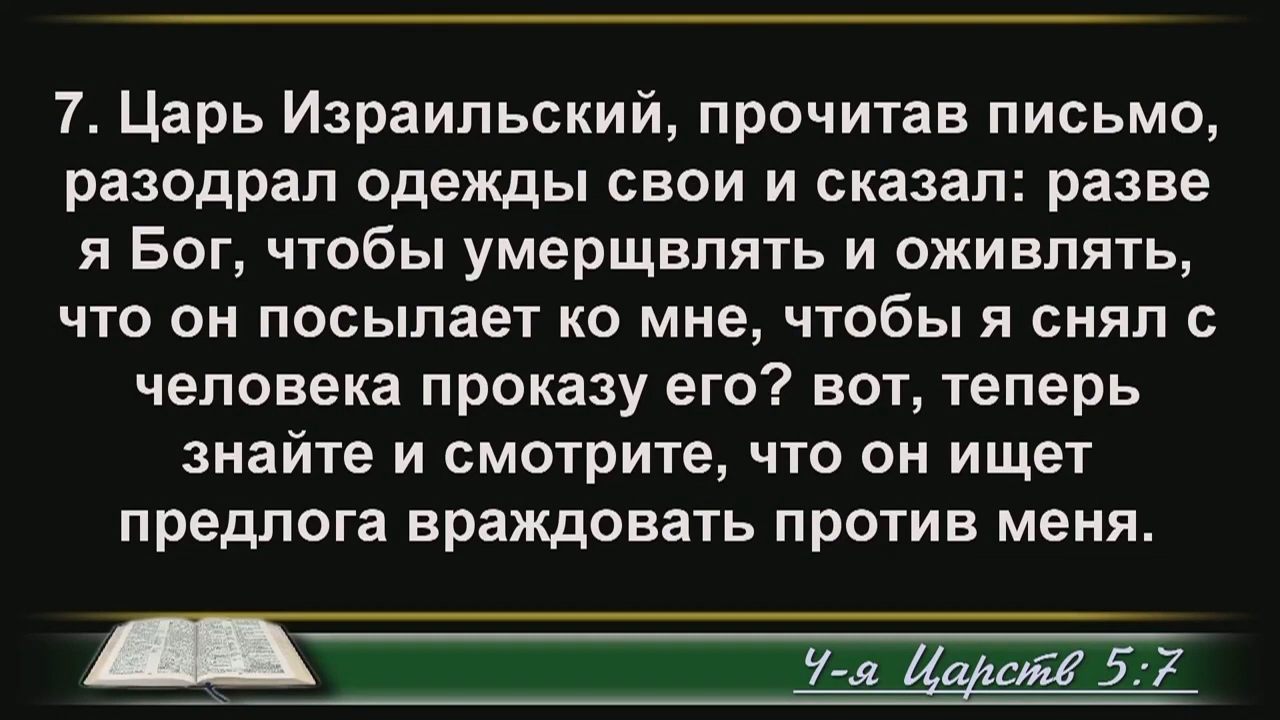 7. Царь Израильский, прочитав письмо,
разодрал одежды свои и сказал: разве
я Бог, чтобы умерщвлять и оживлять,
что он посылает ко мне, чтобы я снял с
человека проказу его? вот, теперь
знайте и смотрите, что он ищет
предлога враждовать против меня.
4-я Царств 5:7